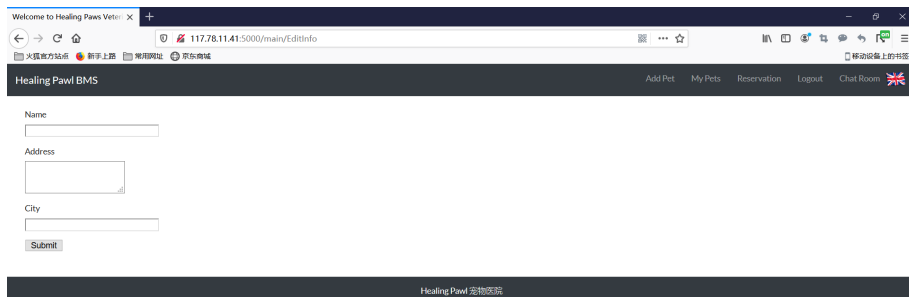 Welcome to Healing Paws Veteri
117.78.11.41:5000/main/EditInfo
on
火狐官方站点 新手上路 常用网址 京东商城 移动设备上的书签
Healing Pawl BMS Add Pet My Pets Reservation Logout Chat Room
Name
Address
City
Submit
Healing Pawl 宠物医院